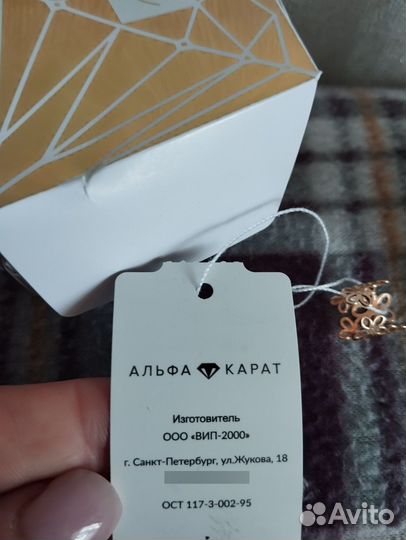 АЛЬФА КАРАТ
Изготовитель
ООО «ВИП-2000»
г. Санкт-Петербург, ул.Жукова, 18
ОСТ 117-3-002-95
Avito